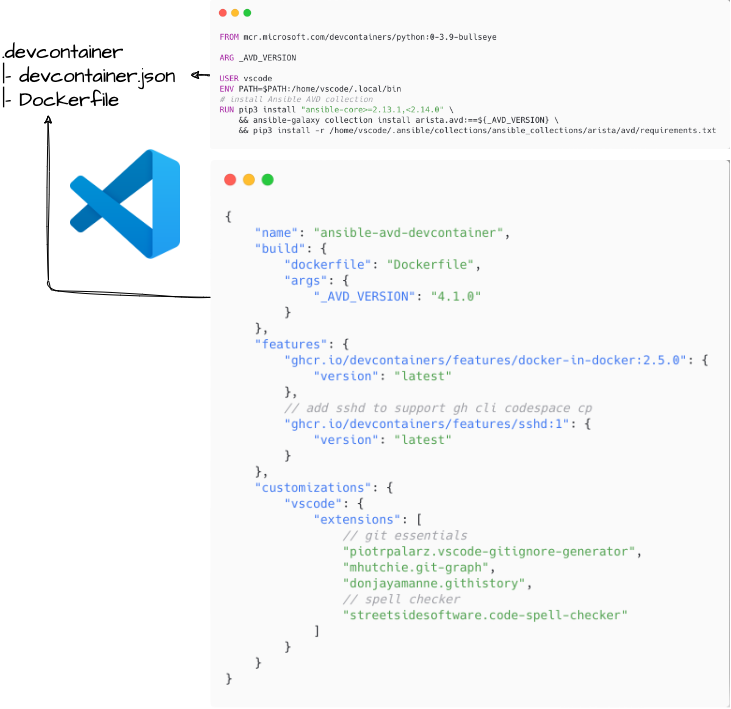 .devcontainer
|- devcontainer.json
|- Dockerfile
FROM mcr.microsoft.com/devcontainers/python:0-3.9-bullseye
ARG _AVD_VERSION
USER vscode
ENV PATH=$PATH:/home/vscode/.local/bin
# install Ansible AVD collection
RUN pip3 install "ansible-core>=2.13.1,<2.14.0" \
    && ansible-galaxy collection install arista.avd:==${_AVD_VERSION} \
    && pip3 install -r /home/vscode/.ansible/collections/ansible_collections/arista/avd/requirements.txt
{
    "name": "ansible-avd-devcontainer",
    "build": {
        "dockerfile": "Dockerfile",
        "args": {
            "_AVD_VERSION": "4.1.0"
        }
    },
    "features": {
        "ghcr.io/devcontainers/features/docker-in-docker:2.5.0": {
            "version": "latest"
        },
        // add sshd to support gh cli codespace cp
        "ghcr.io/devcontainers/features/sshd:1": {
            "version": "latest"
        }
    },
    "customizations": {
        "vscode": {
            "extensions": [
                // git essentials
                "piotrpalarz.vscode-gitignore-generator",
                "mhutchie.git-graph",
                "donjayamanne.githistory",
                // spell checker
                "streetsidesoftware.code-spell-checker"
            ]
        }
    }
}